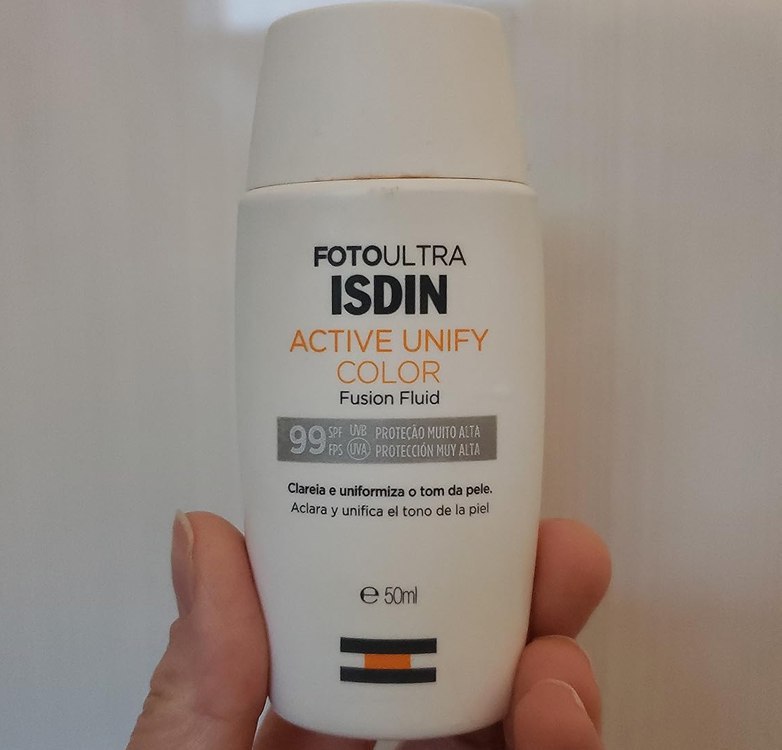 FOTOULTRA
ISDIN
ACTIVE UNIFY
COLOR
Fusion Fluid
99 SPF UVB PROTEÇÃO MUITO ALTA
FPS UVA PROTECCIÓN MUY ALTA
Clareia e uniformiza o tom da pele.
Aclara y unifica el tono de la piel
℮ 50ml